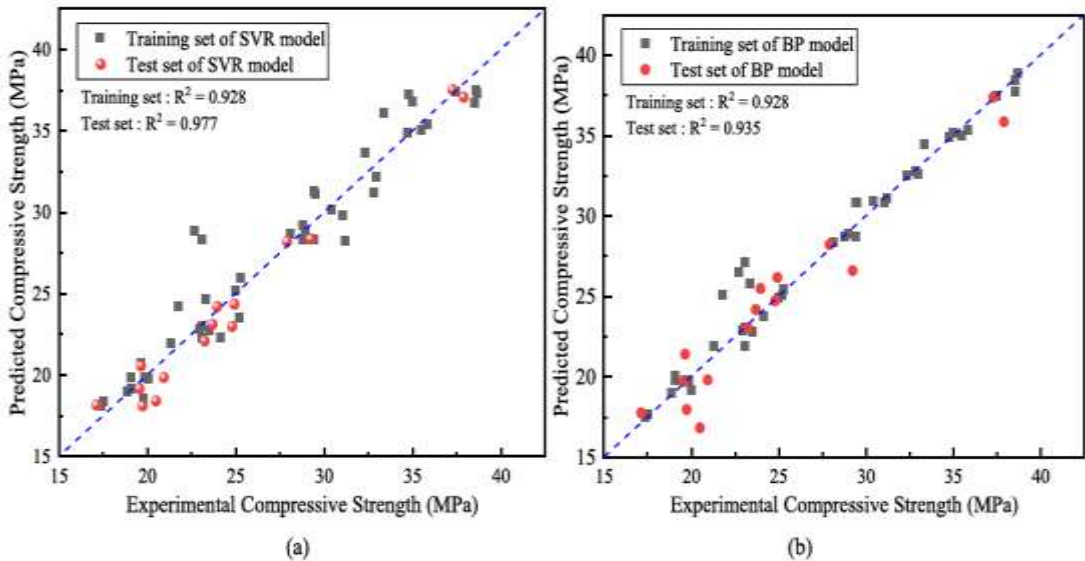 Training set of SVR model
Test set of SVR model
Training set : R² = 0.928
Test set : R² = 0.977
Predicted Compressive Strength (MPa)
40
35
30
25
20
15
15 20 25 30 35 40
Experimental Compressive Strength (MPa)
(a)
Training set of BP model
Test set of BP model
Training set : R² = 0.928
Test set : R² = 0.935
Predicted Compressive Strength (MPa)
40
35
30
25
20
15
15 20 25 30 35 40
Experimental Compressive Strength (MPa)
(b)